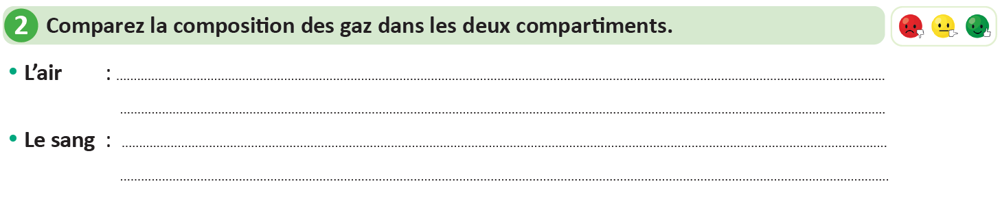 2 Comparez la composition des gaz dans les deux compartiments.
• L’air : ........................................................................................................................
........................................................................................................................
• Le sang : ........................................................................................................................
........................................................................................................................